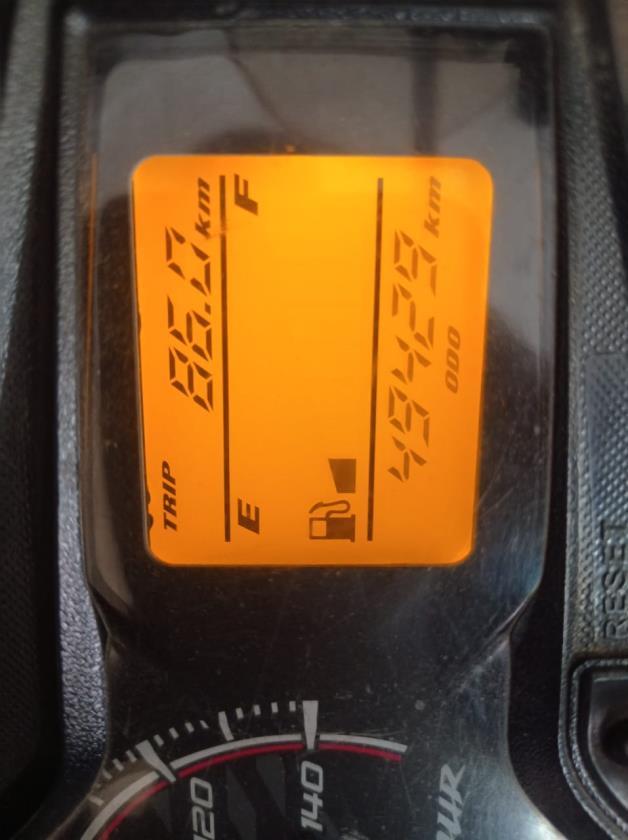 TRIP 86.0 km
E F
49429 km
ODO
120 140
RESET